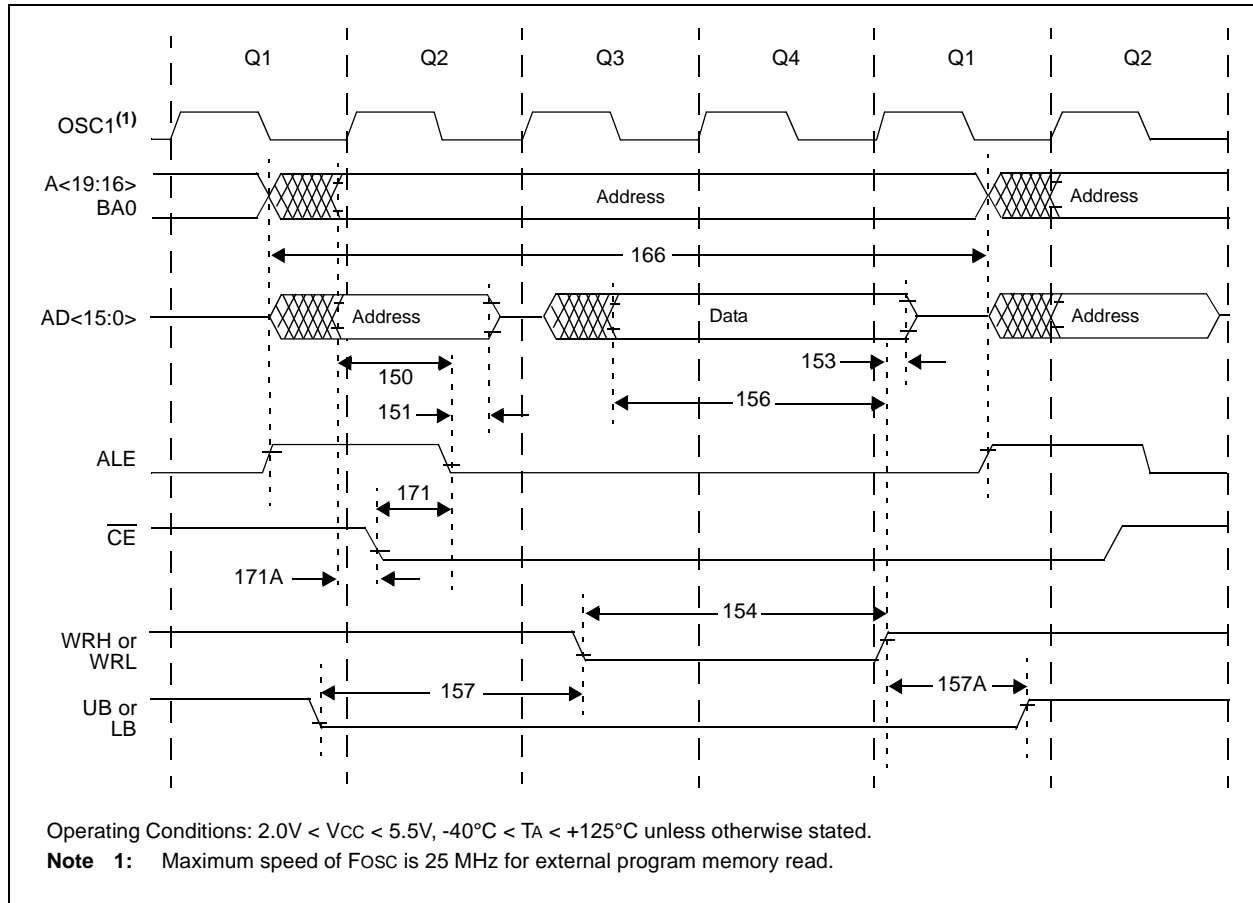 Q1 Q2 Q3 Q4 Q1 Q2
OSC1(1)
A<19:16>
BA0
Address
Address
166
AD<15:0>
Address
Data
Address
150
153
151
156
ALE
171
CE
171A
154
WRH or
WRL
157
157A
UB or
LB
Operating Conditions: 2.0V < VCC < 5.5V, -40°C < TA < +125°C unless otherwise stated.
Note 1: Maximum speed of FOSC is 25 MHz for external program memory read.